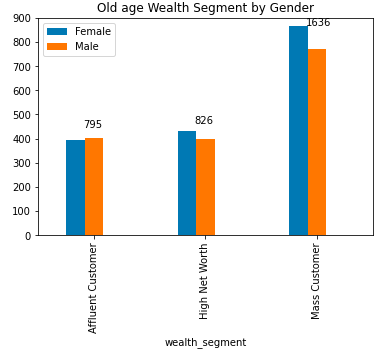 Old age Wealth Segment by Gender
900
800
700
600
500
400
300
200
100
0
Female
Male
795
826
1636
Affluent Customer
High Net Worth
Mass Customer
wealth_segment